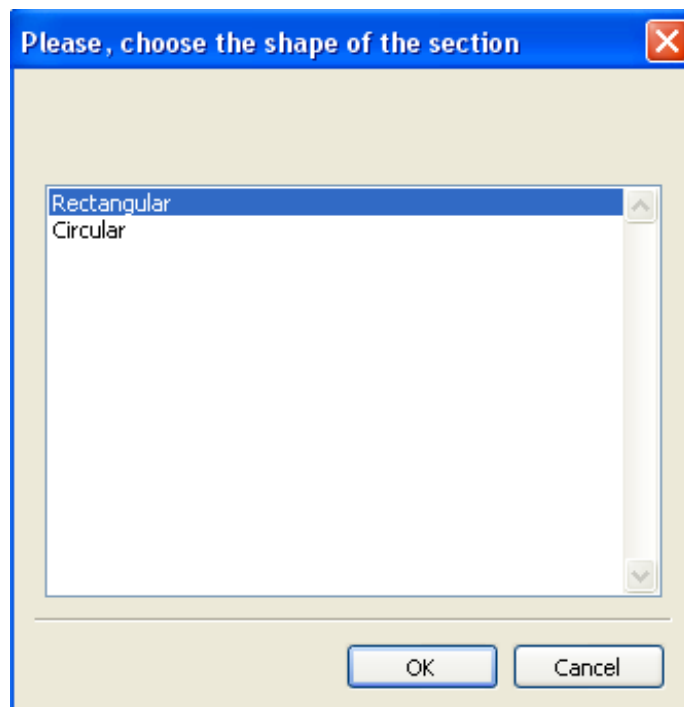 Please, choose the shape of the section
Rectangular
Circular
OK
Cancel